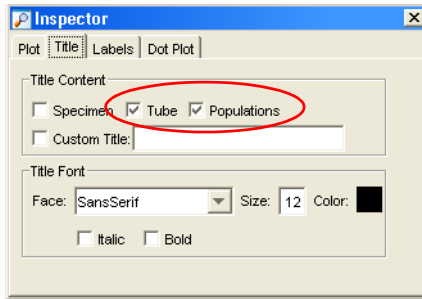 Inspector
Plot Title Labels Dot Plot
Title Content
Specimen Tube Populations
Custom Title:
Title Font
Face: SansSerif Size: 12 Color:
Italic Bold